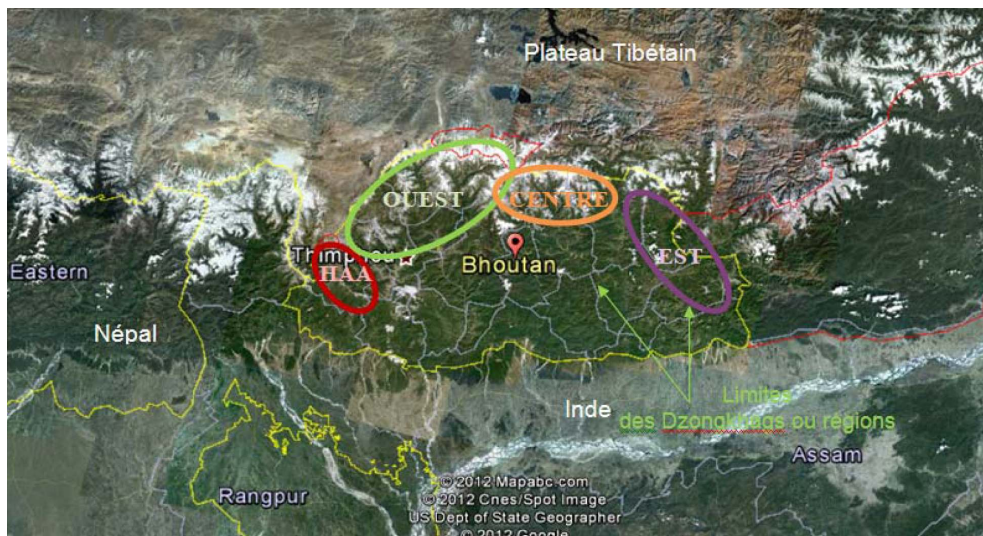 Plateau Tibétain
OUEST
CENTRE
Thimphou
HAA
EST
Bhoutan
Eastern
Népal
Limites
des Dzongkhags ou régions
Inde
Assam
Rangpur
© 2012 Mapabc.com
© 2012 Cnes/Spot Image
US Dept of State Geographer
© 2012 Google